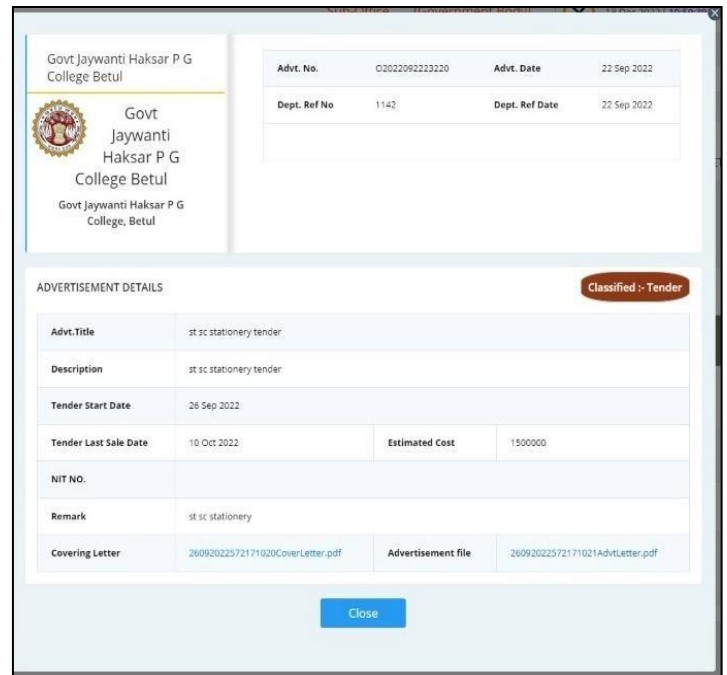 Govt Jaywanti Haksar P G
College Betul
Govt
Jaywanti
Haksar P G
College Betul
Govt Jaywanti Haksar P G
College, Betul
Advt. No. O2022092223220 Advt. Date 22 Sep 2022
Dept. Ref No 1142 Dept. Ref Date 22 Sep 2022
ADVERTISEMENT DETAILS
Classified :- Tender
Advt.Title st sc stationery tender
Description st sc stationery tender
Tender Start Date 26 Sep 2022
Tender Last Sale Date 10 Oct 2022 Estimated Cost 1500000
NIT NO.
Remark st sc stationery
Covering Letter 26092022572171020CoverLetter.pdf Advertisement file 26092022572171021AdvtLetter.pdf
Close